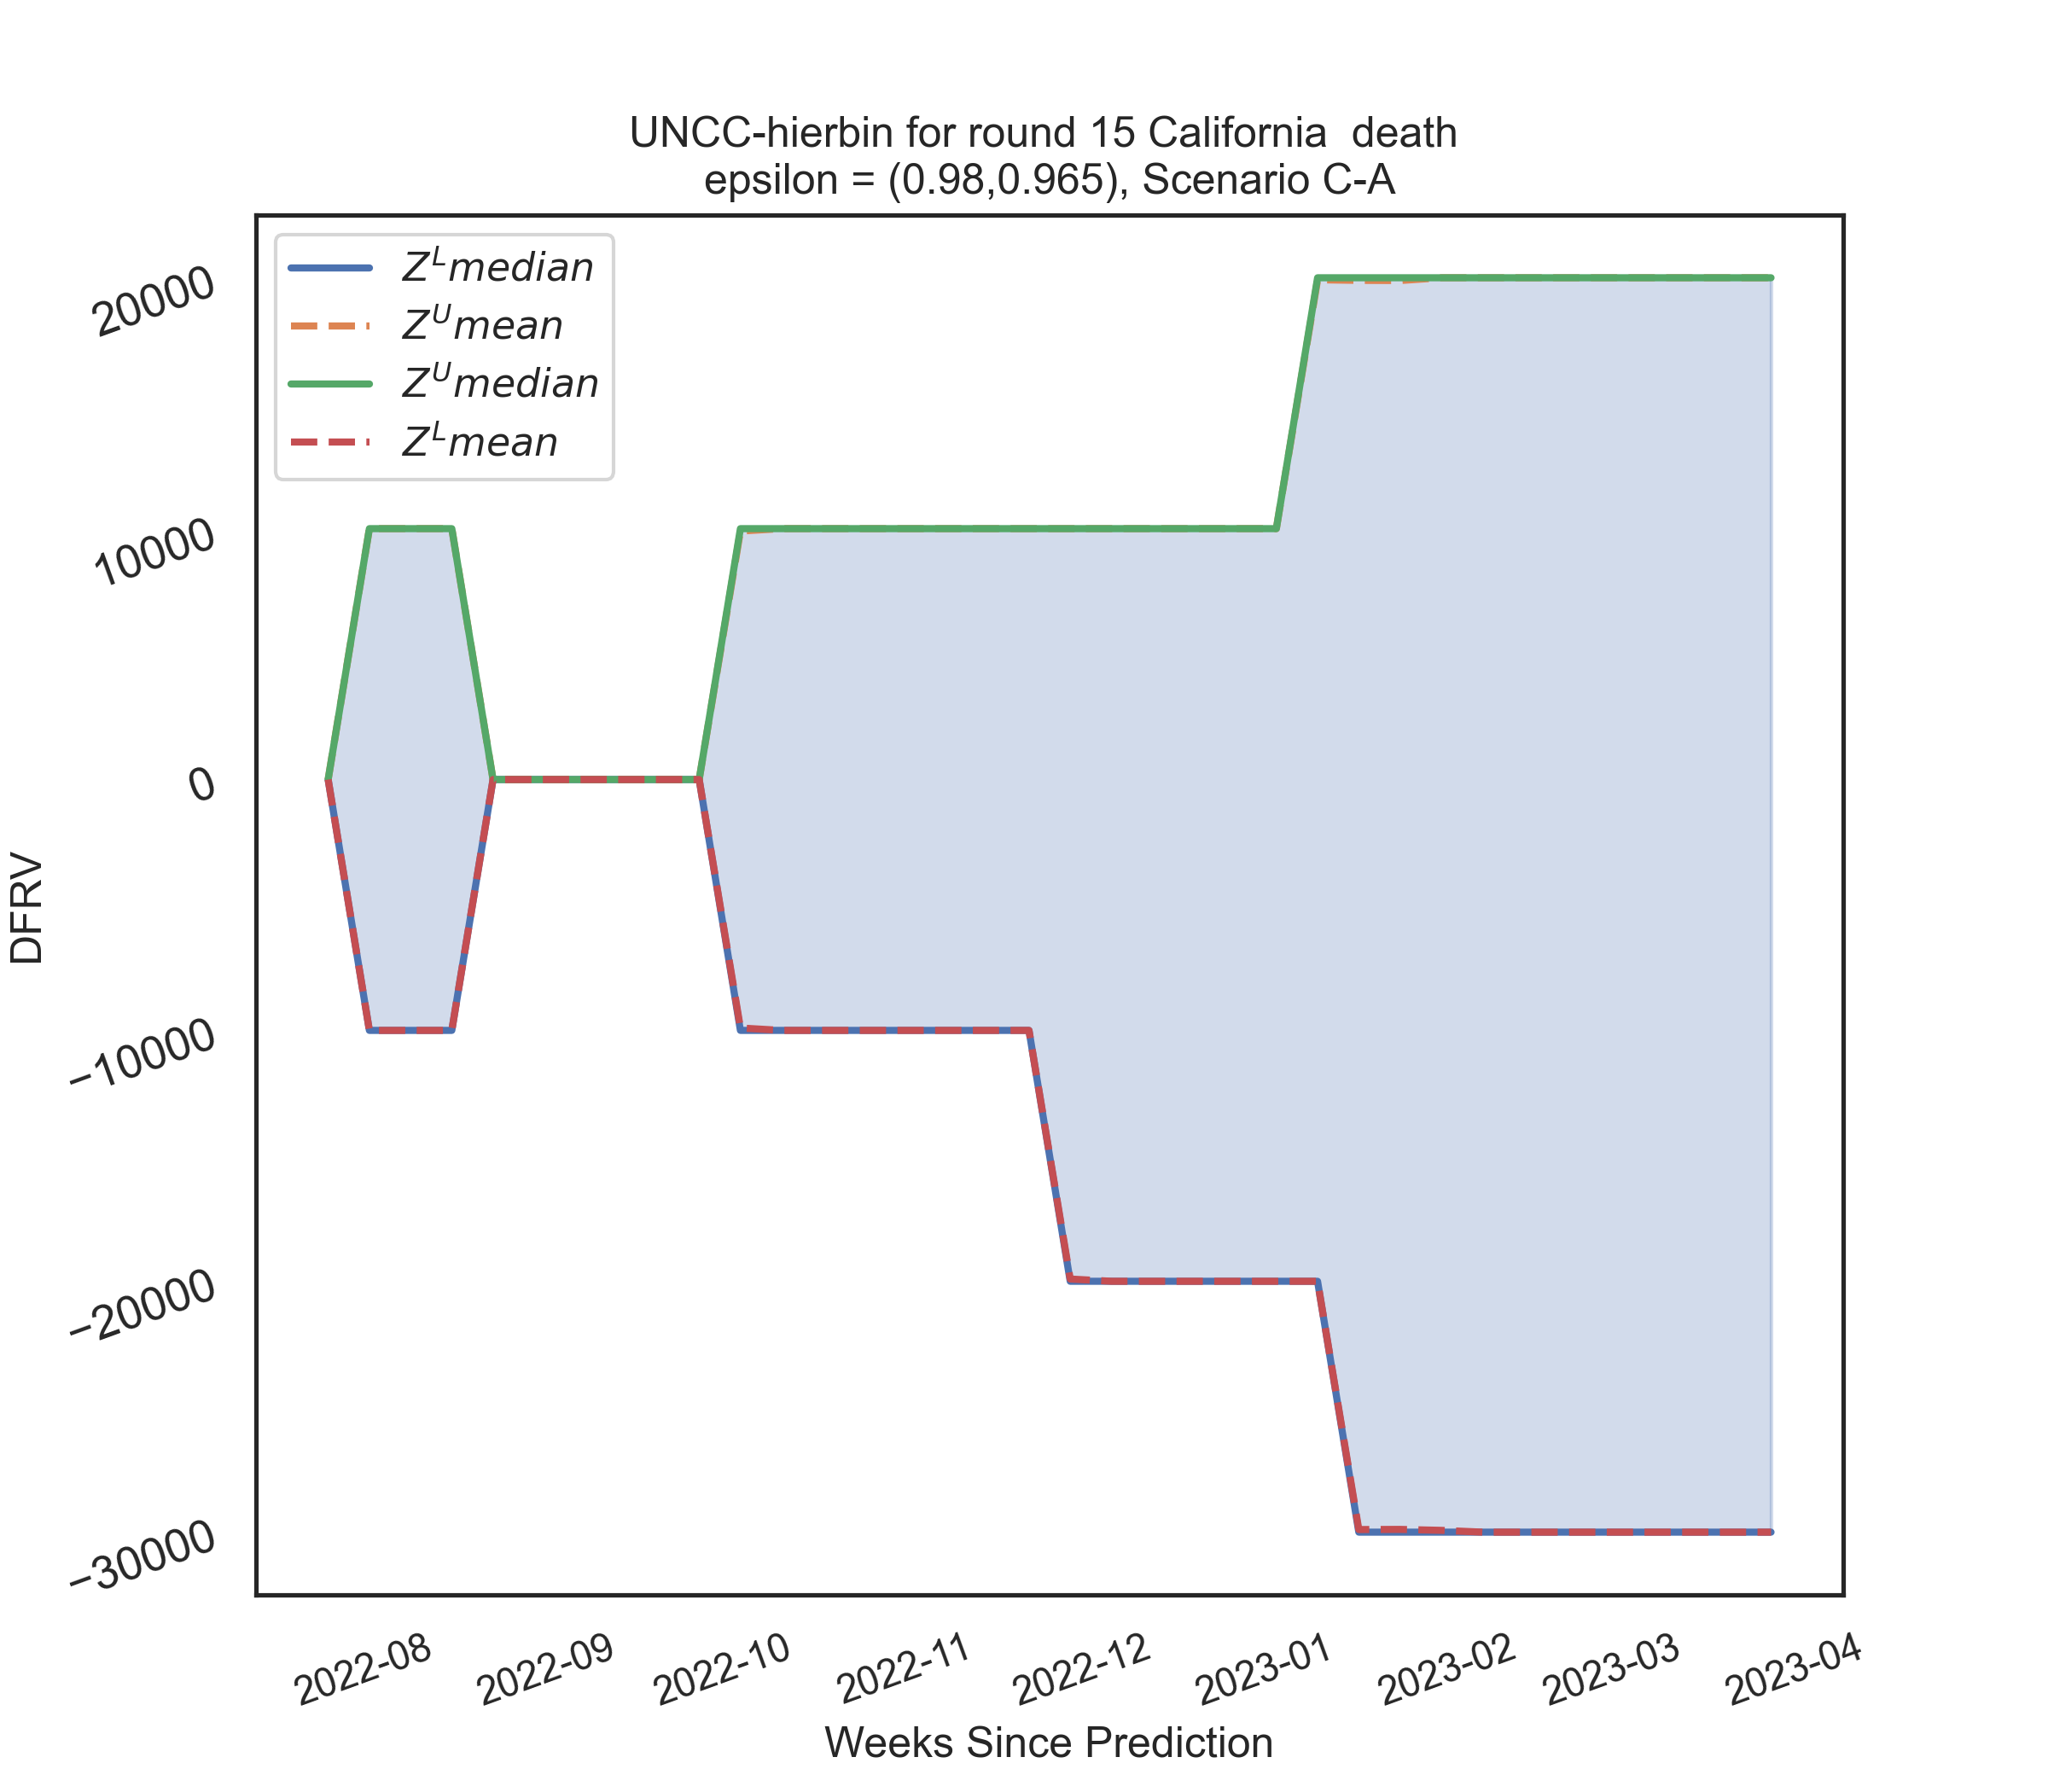 UNCC-hierbin for round 15 California  death
epsilon = (0.98,0.965), Scenario C-A
Z^L median
Z^U mean
Z^U median
Z^L mean
20000
10000
0
−10000
−20000
−30000
DFRV
2022-08
2022-09
2022-10
2022-11
2022-12
2023-01
2023-02
2023-03
2023-04
Weeks Since Prediction